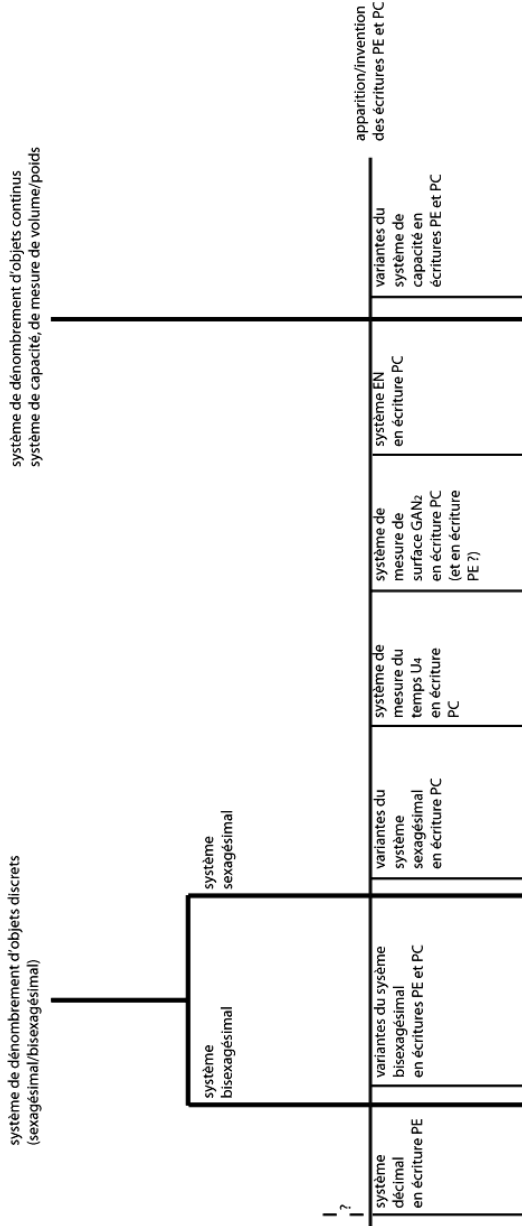 système de dénombrement d'objets discrets
(sexagésimal/bisexagésimal)
système de dénombrement d'objets continus
système de capacité, de mesure de volume/poids
système
bisexagésimal
système
sexagésimal
apparition/invention
des écritures PE et PC
?
système
décimal
en écriture PE
variantes du sysème
bisexagésimal
en écritures PE et PC
variantes du
système
sexagésimal
en écriture PC
système de
mesure du
temps U₄
en écriture
PC
système de
mesure de
surface GAN₂
en écriture PC
(et en écriture
PE ?)
système EN
en écriture PC
variantes du
système de
capacité en
écritures PE et PC